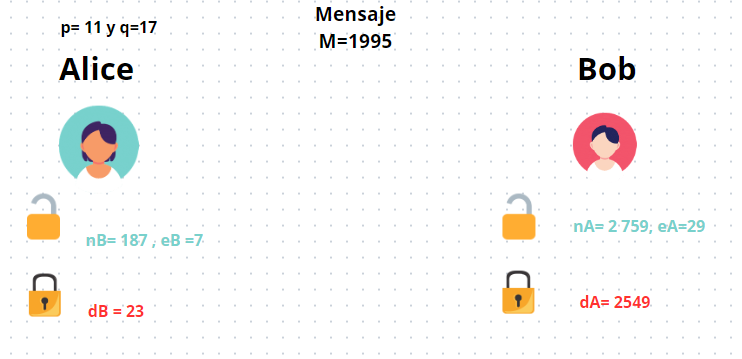 Mensaje
M=1995
p= 11 y q=17
Alice
Bob
nB= 187 , eB =7
nA= 2 759; eA=29
dB = 23
dA= 2549